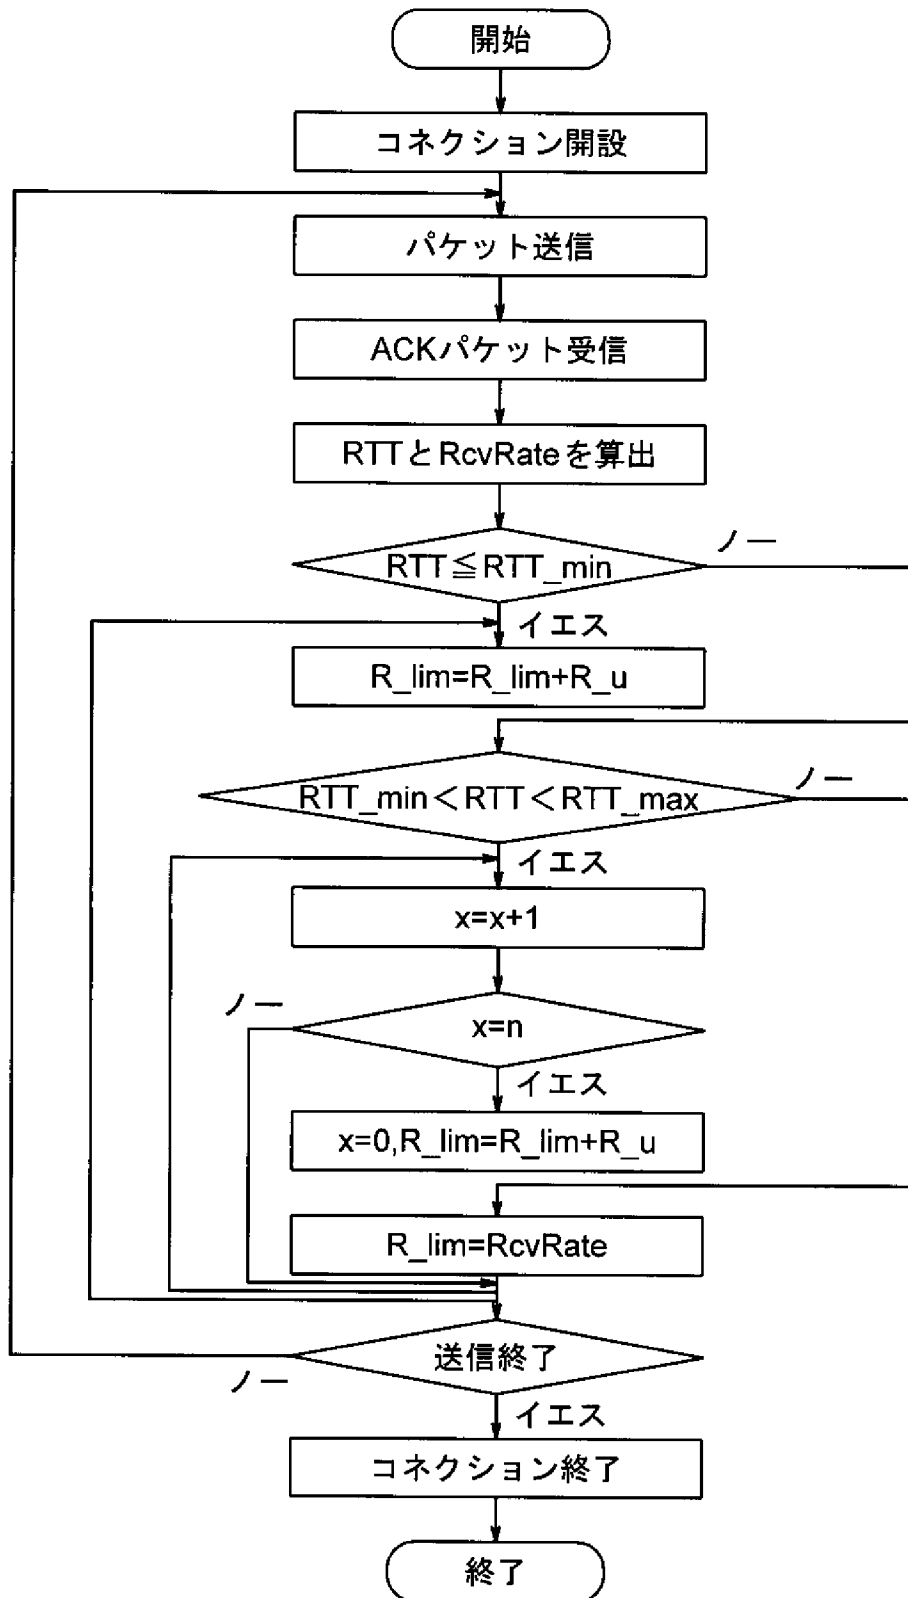 開始
コネクション開設
パケット送信
ACKパケット受信
RTTとRcvRateを算出
RTT≦RTT_min
ノー
イエス
R_lim=R_lim+R_u
RTT_min<RTT<RTT_max
ノー
イエス
x=x+1
ノー
x=n
イエス
x=0,R_lim=R_lim+R_u
R_lim=RcvRate
送信終了
ノー
イエス
コネクション終了
終了